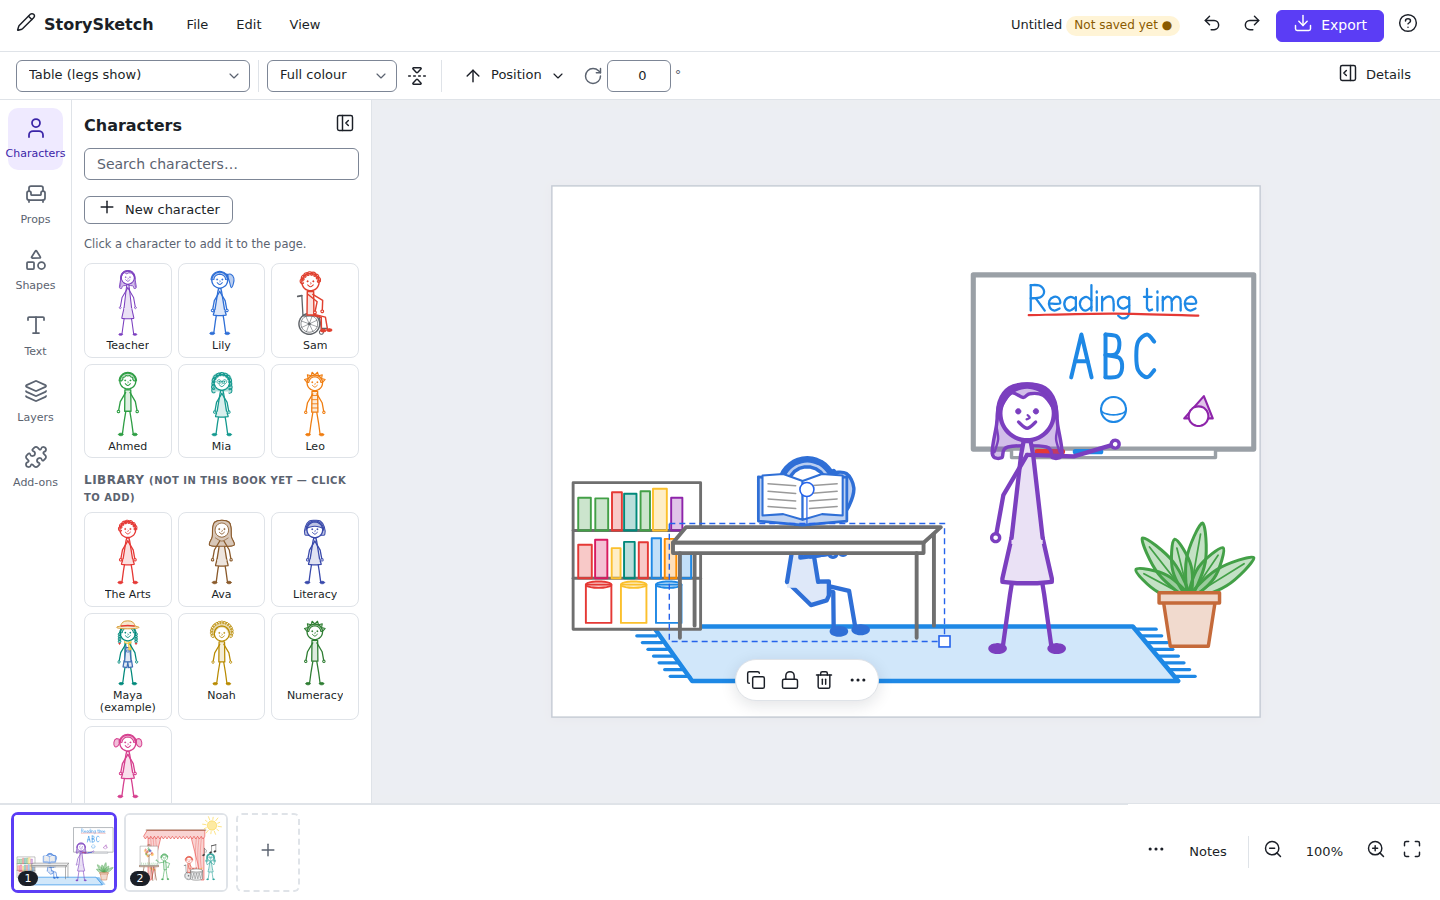 StorySketch File Edit View Untitled Not saved yet Export
Table (legs show) Full colour Position 0 ° Details
Characters
Characters
Search characters…
New character
Click a character to add it to the page.
Teacher Lily Sam
Ahmed Mia Leo
LIBRARY (NOT IN THIS BOOK YET — CLICK
TO ADD)
The Arts Ava Literacy
Maya
(example)
Noah Numeracy
Props
Shapes
Text
Layers
Add-ons
Reading time
ABC
Reading time
ABC
1 2
Notes 100%